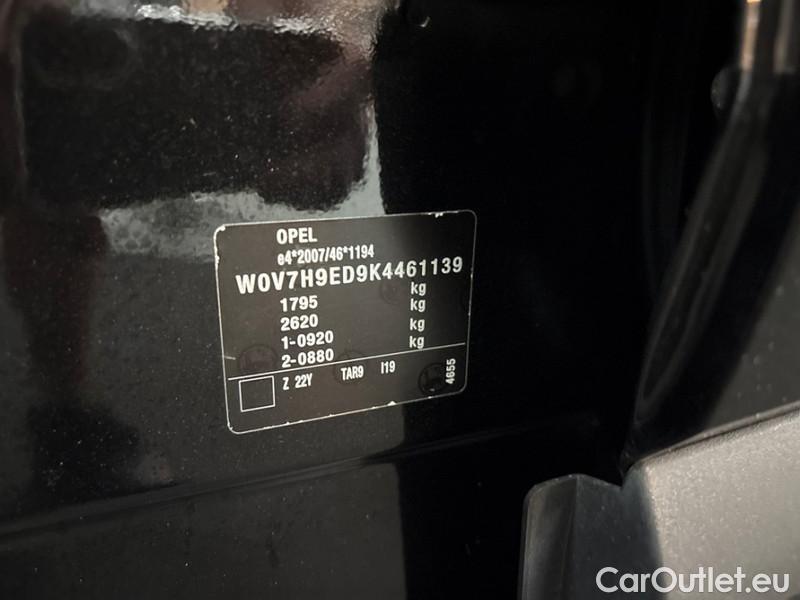 OPEL
e4*2007/46*1194
W0V7H9ED9K4461139
1795 kg
2620 kg
1-0920 kg
2-0880 kg
Z 22Y TAR9 I19
4655
CarOutlet.eu